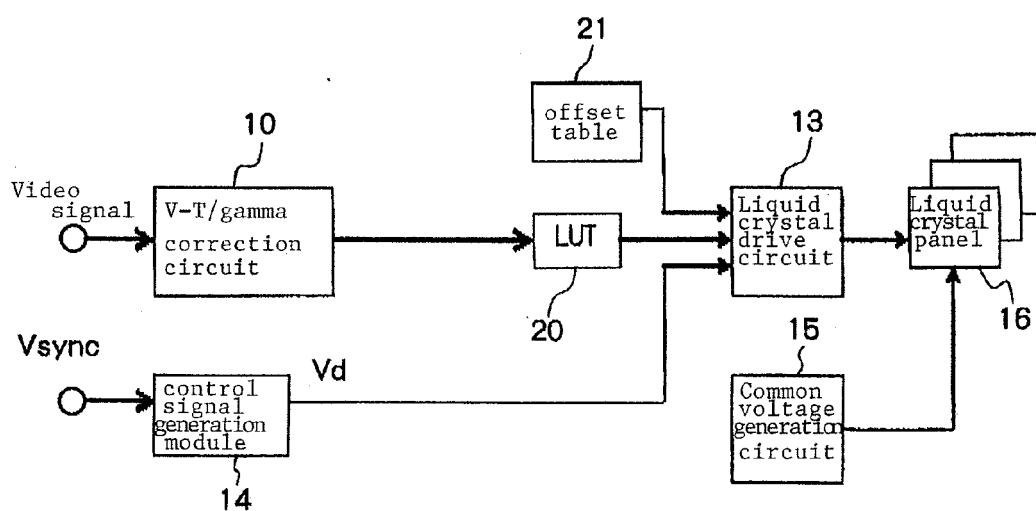 21
offset
table
10
13
Video
signal
V-T/gamma
correction
circuit
LUT
Liquid
crystal
drive
circuit
Liquid
crystal
panel
20
16
Vsync
Vd
15
control
signal
generation
module
Common
voltage
generation
circuit
14